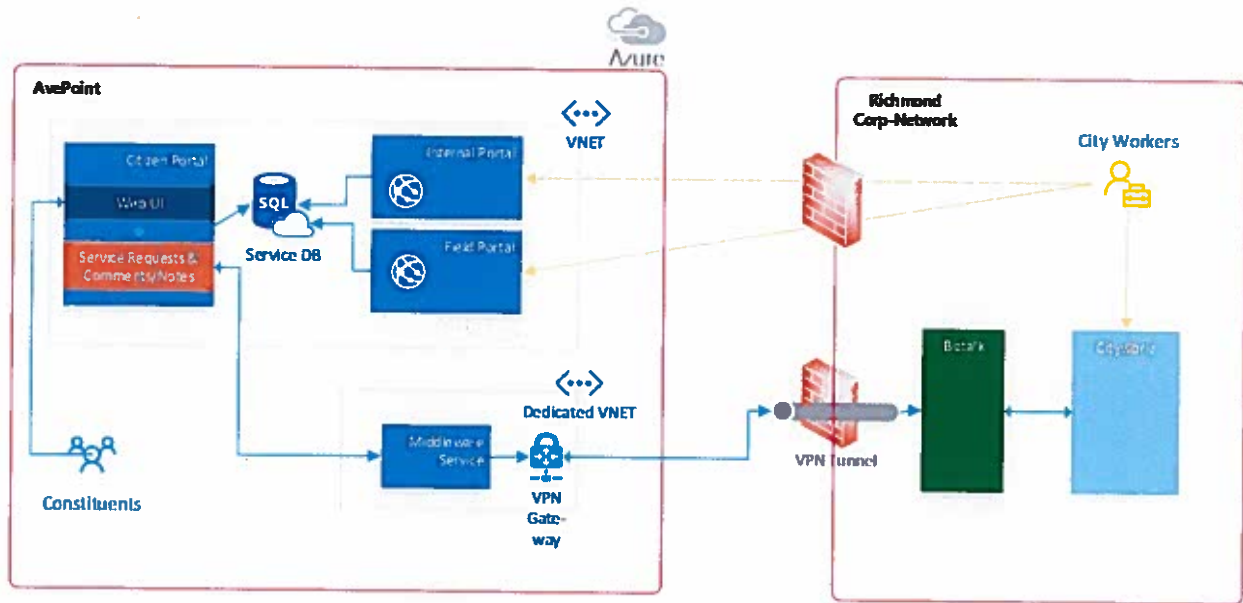 Azure
AvePoint
Richmond
Corp-Network
VNET
Citizen Portal
Web UI
Service Requests &
Comments/Notes
SQL
Service DB
Internal Portal
Field Portal
City Workers
Dedicated VNET
Middleware
Service
VPN
Gate-
way
Constituents
VPN Tunnel
Biztalk